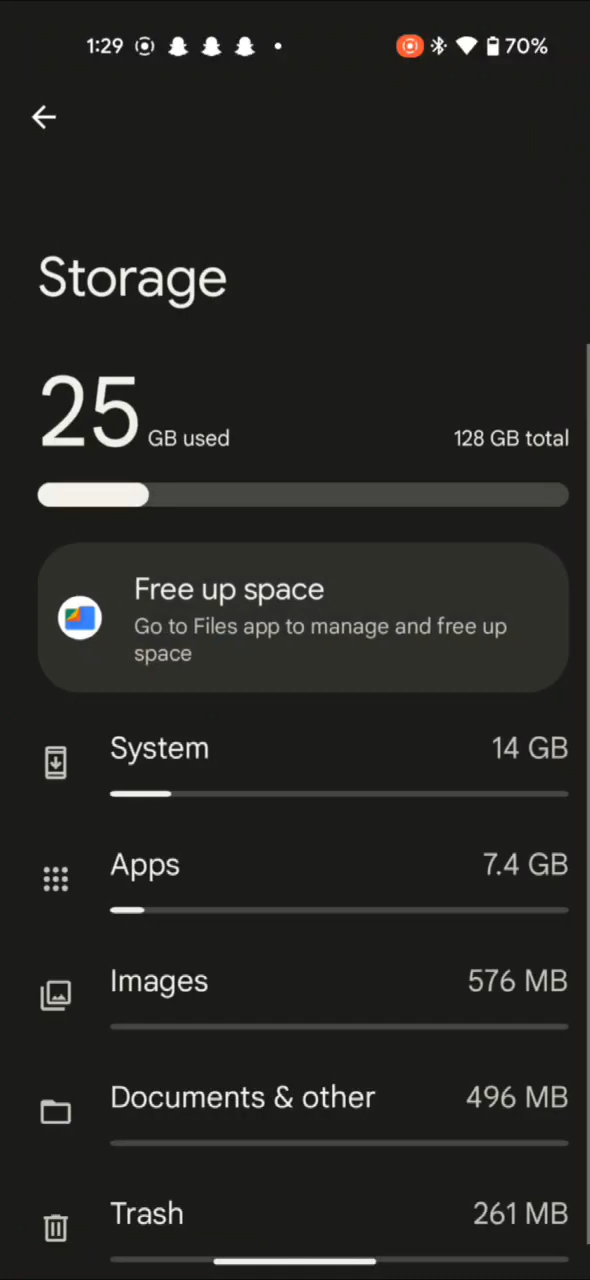 1:29 70%
Storage
25 GB used 128 GB total
Free up space
Go to Files app to manage and free up
space
System 14 GB
Apps 7.4 GB
Images 576 MB
Documents & other 496 MB
Trash 261 MB